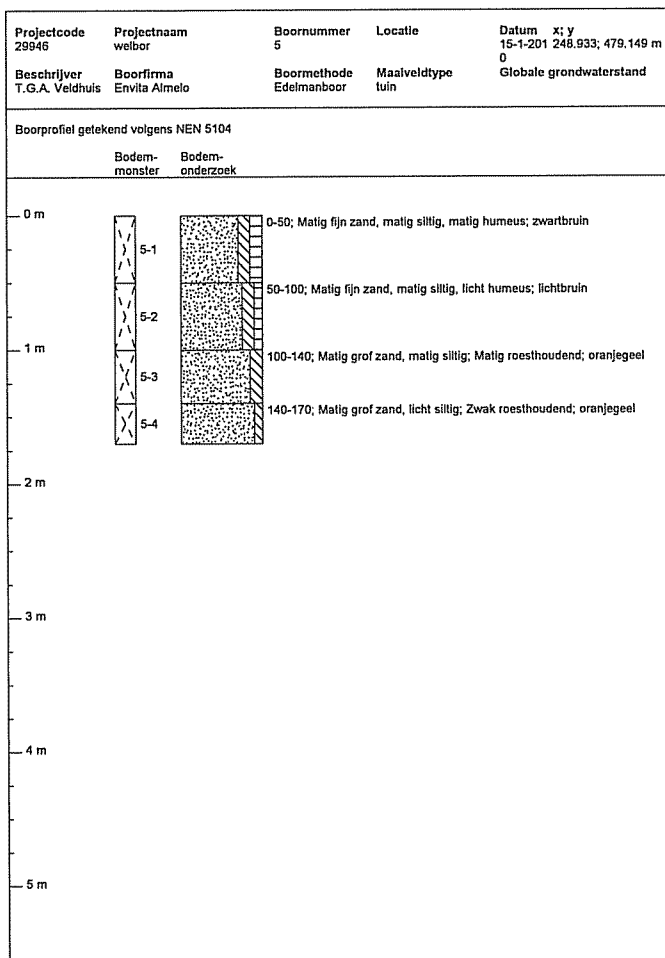 Projectcode Projectnaam Boornummer Locatie Datum x; y
29946 welbor 5 15-1-201 248.933; 479.149 m
0
Beschrijver Boorfirma Boormethode Maaiveldtype Globale grondwaterstand
T.G.A. Veldhuis Envita Almelo Edelmanboor tuin
Boorprofiel getekend volgens NEN 5104
Bodem- Bodem-
monster onderzoek
0 m 0-50; Matig fijn zand, matig siltig, matig humeus; zwartbruin
5-1
50-100; Matig fijn zand, matig siltig, licht humeus; lichtbruin
5-2
1 m 100-140; Matig grof zand, matig siltig; Matig roesthoudend; oranjegeel
5-3
140-170; Matig grof zand, licht siltig; Zwak roesthoudend; oranjegeel
5-4
2 m
3 m
4 m
5 m